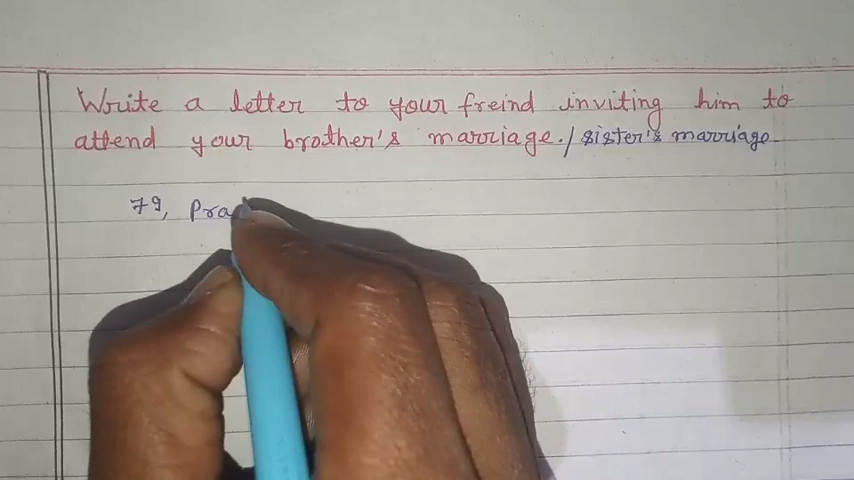 Write a letter to your freind inviting him to
attend your brother's marriage./sister's marriage
79, Pra